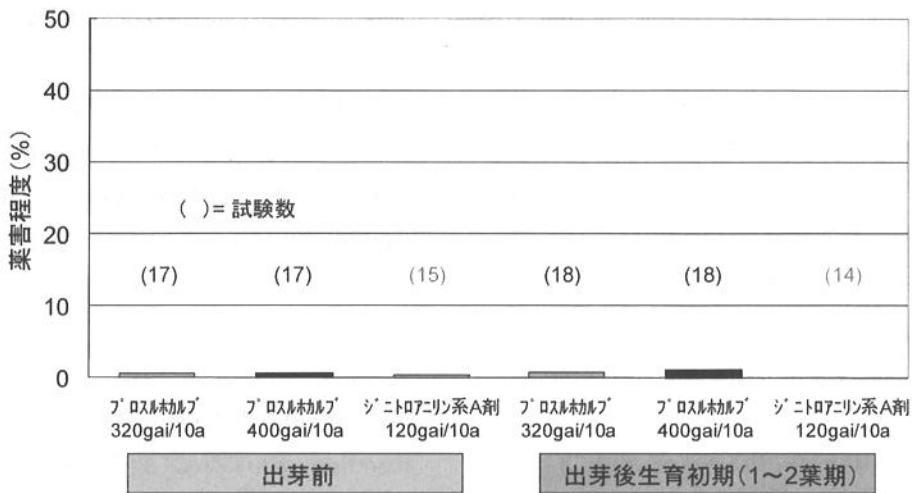 50
40
30
20
10
0
薬害程度(%)
( )= 試験数
(17) (17) (15) (18) (18) (14)
ﾌﾟﾛｽﾙﾎｶﾙﾌﾞ ﾌﾟﾛｽﾙﾎｶﾙﾌﾞ ｼﾞﾆﾄﾛｱﾆﾘﾝ系A剤 ﾌﾟﾛｽﾙﾎｶﾙﾌﾞ ﾌﾟﾛｽﾙﾎｶﾙﾌﾞ ｼﾞﾆﾄﾛｱﾆﾘﾝ系A剤
320gai/10a 400gai/10a 120gai/10a 320gai/10a 400gai/10a 120gai/10a
出芽前 出芽後生育初期(1～2葉期)